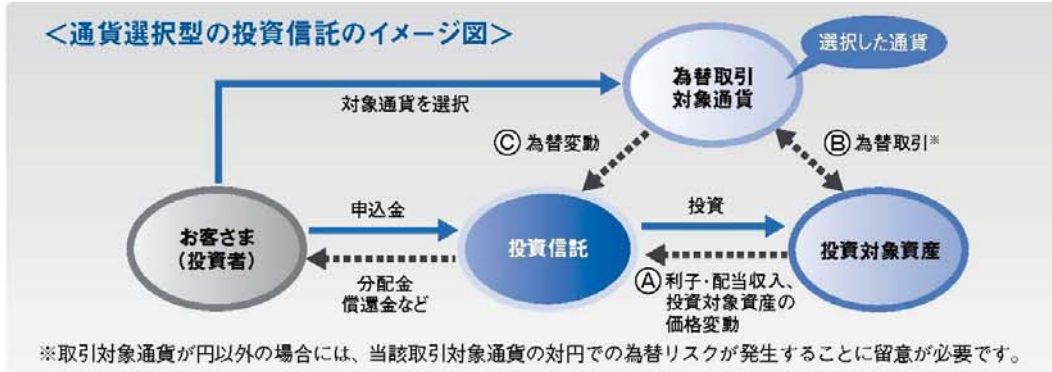 ＜通貨選択型の投資信託のイメージ図＞
選択した通貨
為替取引
対象通貨
対象通貨を選択
Ⓒ為替変動
Ⓑ為替取引※
申込金
投資
お客さま
（投資者）
投資信託
投資対象資産
分配金
償還金など
Ⓐ利子・配当収入、
投資対象資産の
価格変動
※取引対象通貨が円以外の場合には、当該取引対象通貨の対円での為替リスクが発生することに留意が必要です。